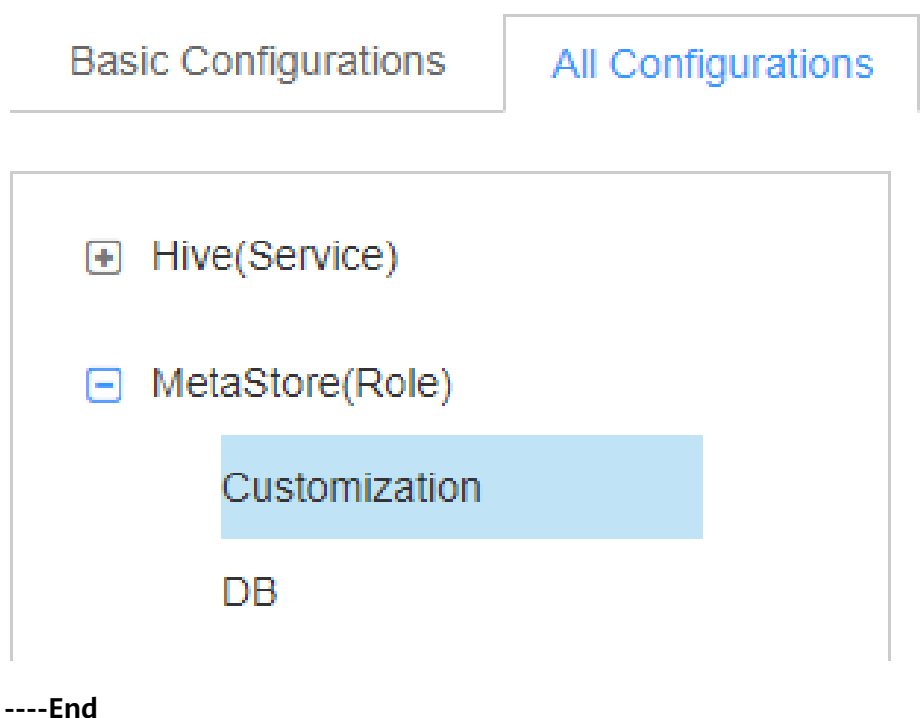 Basic Configurations All Configurations
Hive(Service)
MetaStore(Role)
Customization
DB
----End